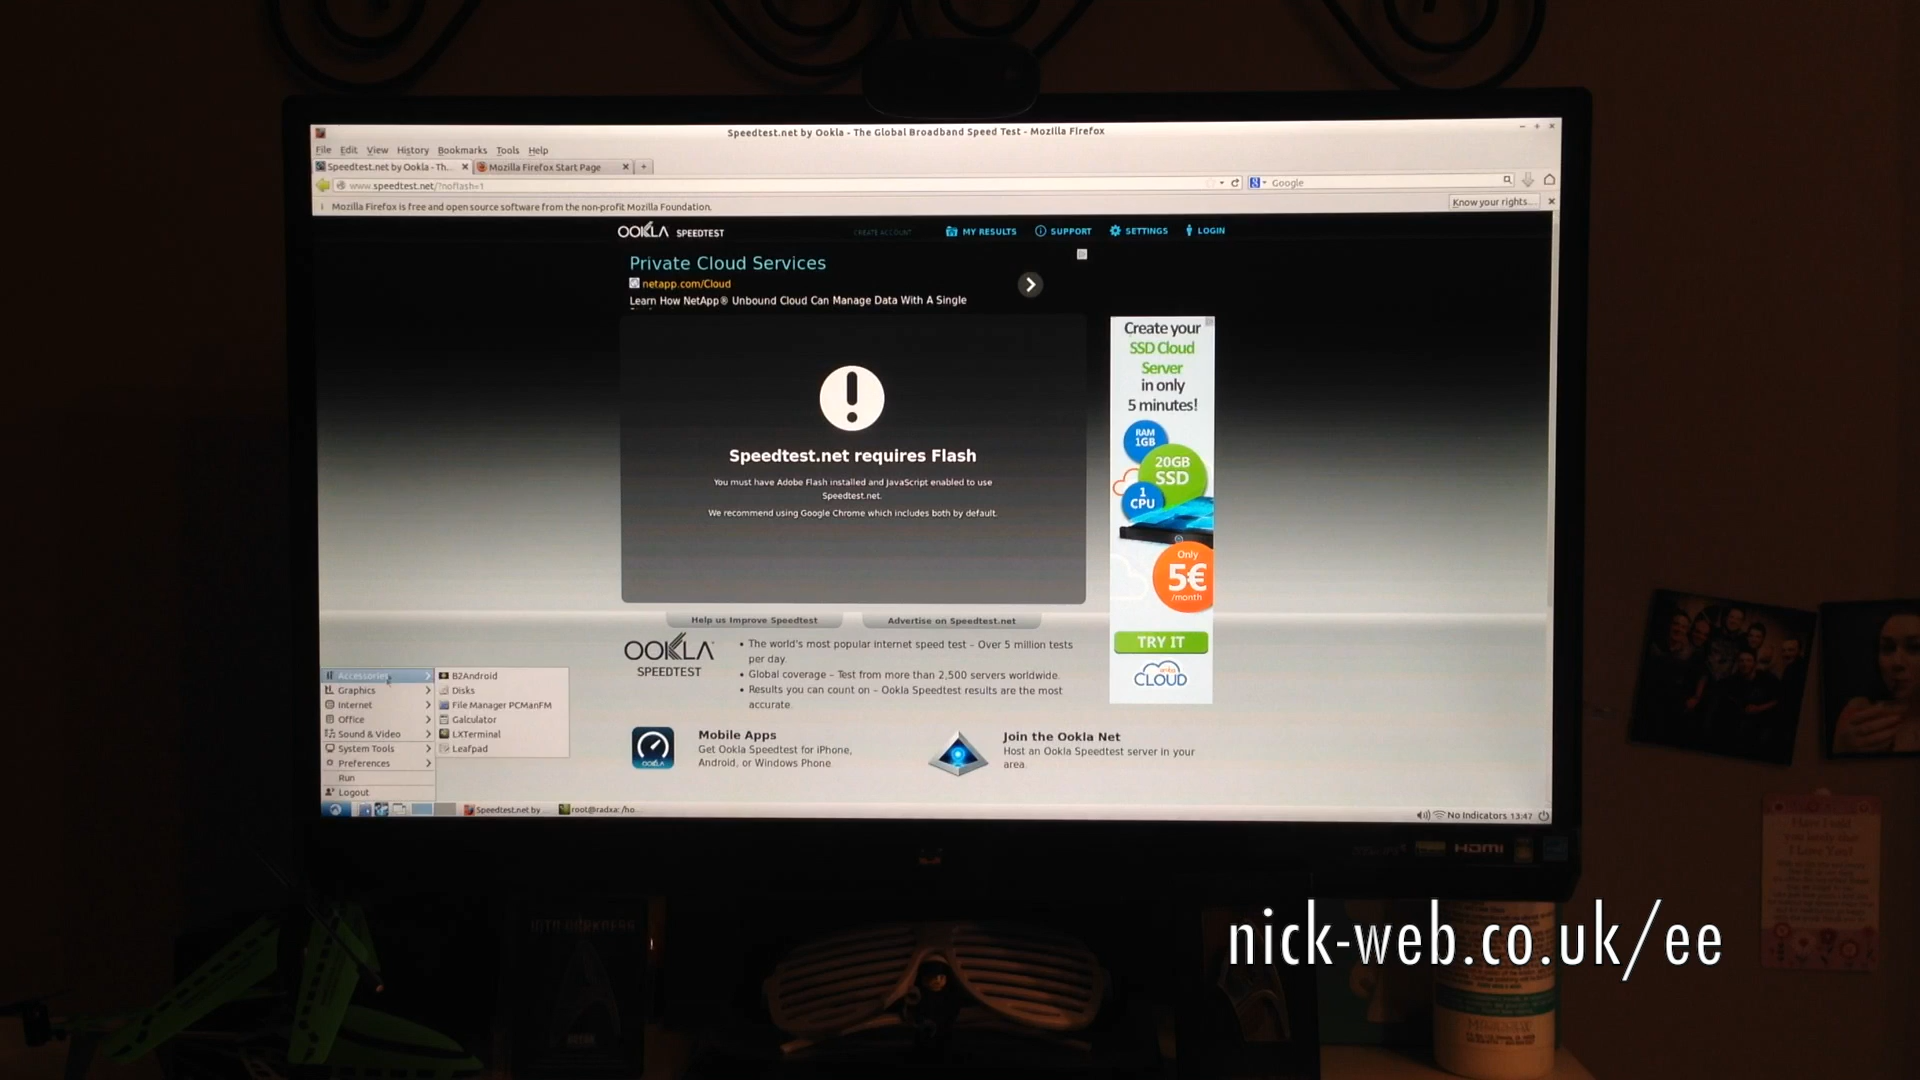 Speedtest.net by Ookla - The Global Broadband Speed Test - Mozilla Firefox
File Edit View History Bookmarks Tools Help
Speedtest.net by Ookla - Th...
Mozilla Firefox Start Page
www.speedtest.net/?noflash=1
Google
Mozilla Firefox is free and open source software from the non-profit Mozilla Foundation.
Know your rights...
OOKLA SPEEDTEST
CREATE ACCOUNT
MY RESULTS
SUPPORT
SETTINGS
LOGIN
Private Cloud Services
netapp.com/Cloud
Learn How NetApp® Unbound Cloud Can Manage Data With A Single
Speedtest.net requires Flash
You must have Adobe Flash installed and JavaScript enabled to use
Speedtest.net.
We recommend using Google Chrome which includes both by default.
Create your
SSD Cloud
Server
in only
5 minutes!
RAM
1GB
20GB
SSD
1
CPU
Only
5€
/month
TRY IT
CLOUD
Help us Improve Speedtest
Advertise on Speedtest.net
OOKLA
SPEEDTEST
• The world's most popular internet speed test – Over 5 million tests
per day.
• Global coverage – Test from more than 2,500 servers worldwide.
• Results you can count on – Ookla Speedtest results are the most
accurate.
Mobile Apps
Get Ookla Speedtest for iPhone,
Android, or Windows Phone.
Join the Ookla Net
Host an Ookla Speedtest server in your
area.
Accessories
Graphics
Internet
Office
Sound & Video
System Tools
Preferences
Run
Logout
B2Android
Disks
File Manager PCManFM
Galculator
LXTerminal
Leafpad
Speedtest.net by ...
root@radxa: /ho...
No Indicators 13:47
HDMI
INTO DARKNESS
nick-web.co.uk/ee